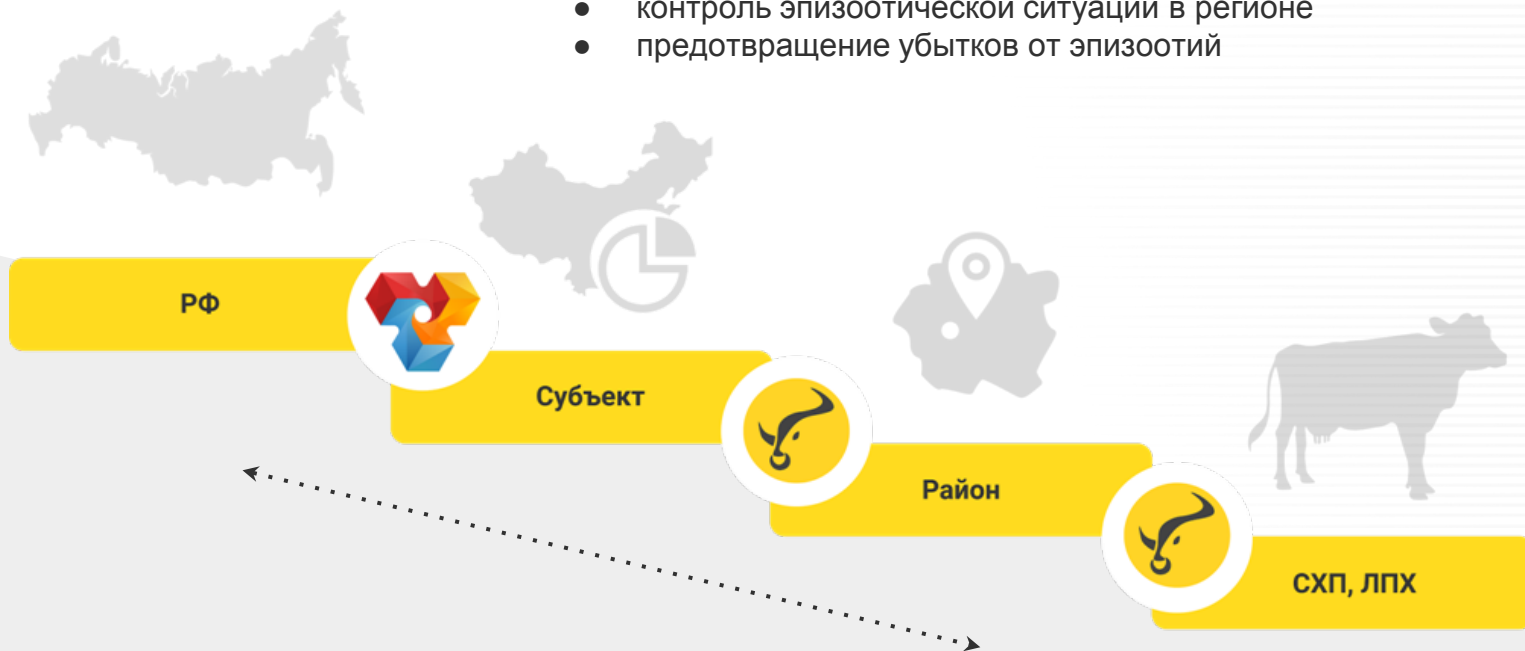 ● контроль эпизоотической ситуации в регионе
● предотвращение убытков от эпизоотий
РФ
Субъект
Район
СХП, ЛПХ